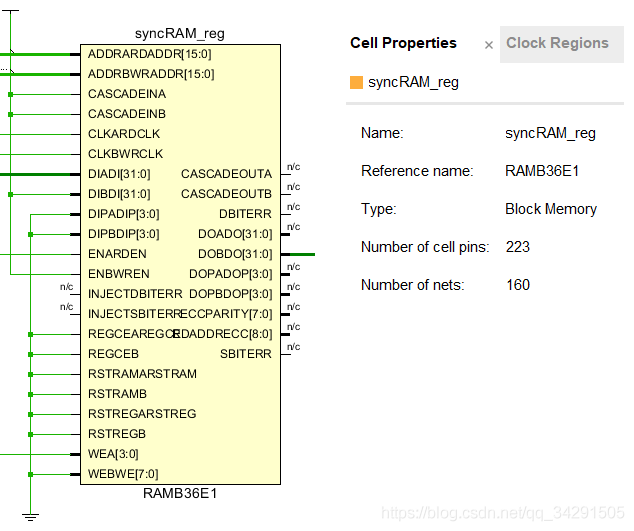 syncRAM_reg
ADDRARDADDR[15:0]
ADDRBWRADDR[15:0]
CASCADEINA
CASCADEINB
CLKARDCLK
CLKBWRCLK
DIADI[31:0]
DIBDI[31:0]
DIPADIP[3:0]
DIPBDIP[3:0]
ENARDEN
ENBWREN
n/c INJECTDBITERR
n/c INJECTSBITERR
REGCEAREGCE
REGCEB
RSTRAMARSTRAM
RSTRAMB
RSTREGARSTREG
RSTREGB
WEA[3:0]
WEBWE[7:0]
CASCADEOUTA n/c
CASCADEOUTB n/c
DBITERR n/c
DOADO[31:0] n/c
DOBDO[31:0]
DOPADOP[3:0] n/c
DOPBDOP[3:0] n/c
ECCPARITY[7:0] n/c
RDADDRECC[8:0] n/c
SBITERR n/c
RAMB36E1
Cell Properties × Clock Regions
syncRAM_reg
Name: syncRAM_reg
Reference name: RAMB36E1
Type: Block Memory
Number of cell pins: 223
Number of nets: 160
https://blog.csdn.net/qq_34291505